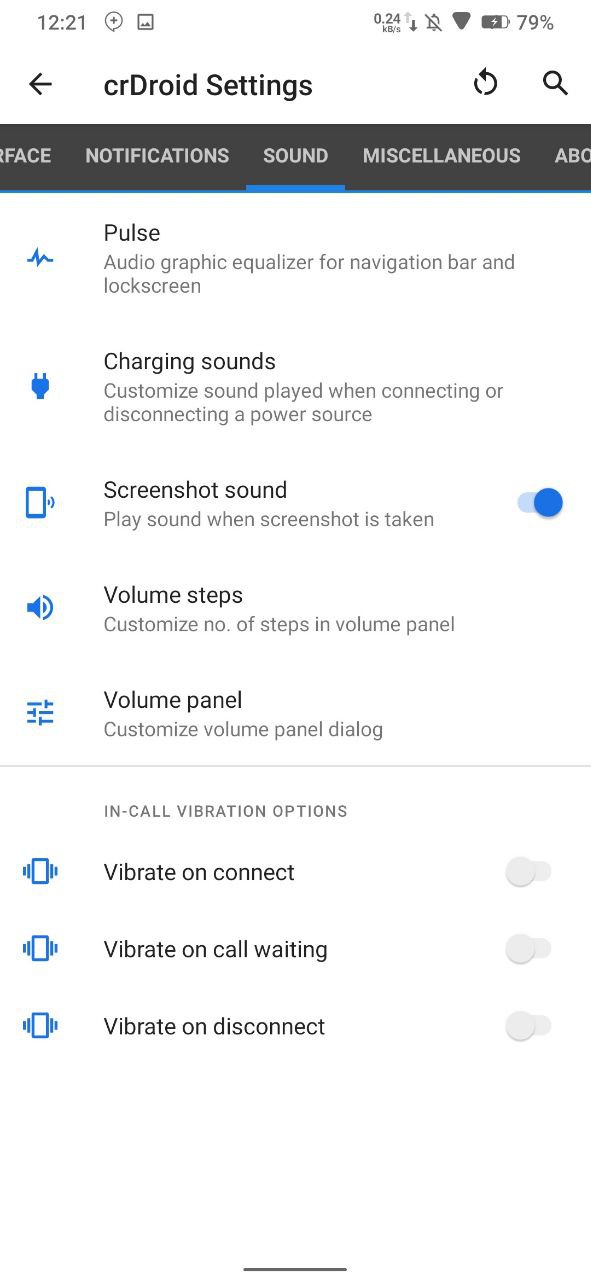 12:21
0.24
kB/s
79%
crDroid Settings
RFACE
NOTIFICATIONS
SOUND
MISCELLANEOUS
ABO
Pulse
Audio graphic equalizer for navigation bar and
lockscreen
Charging sounds
Customize sound played when connecting or
disconnecting a power source
Screenshot sound
Play sound when screenshot is taken
Volume steps
Customize no. of steps in volume panel
Volume panel
Customize volume panel dialog
IN-CALL VIBRATION OPTIONS
Vibrate on connect
Vibrate on call waiting
Vibrate on disconnect